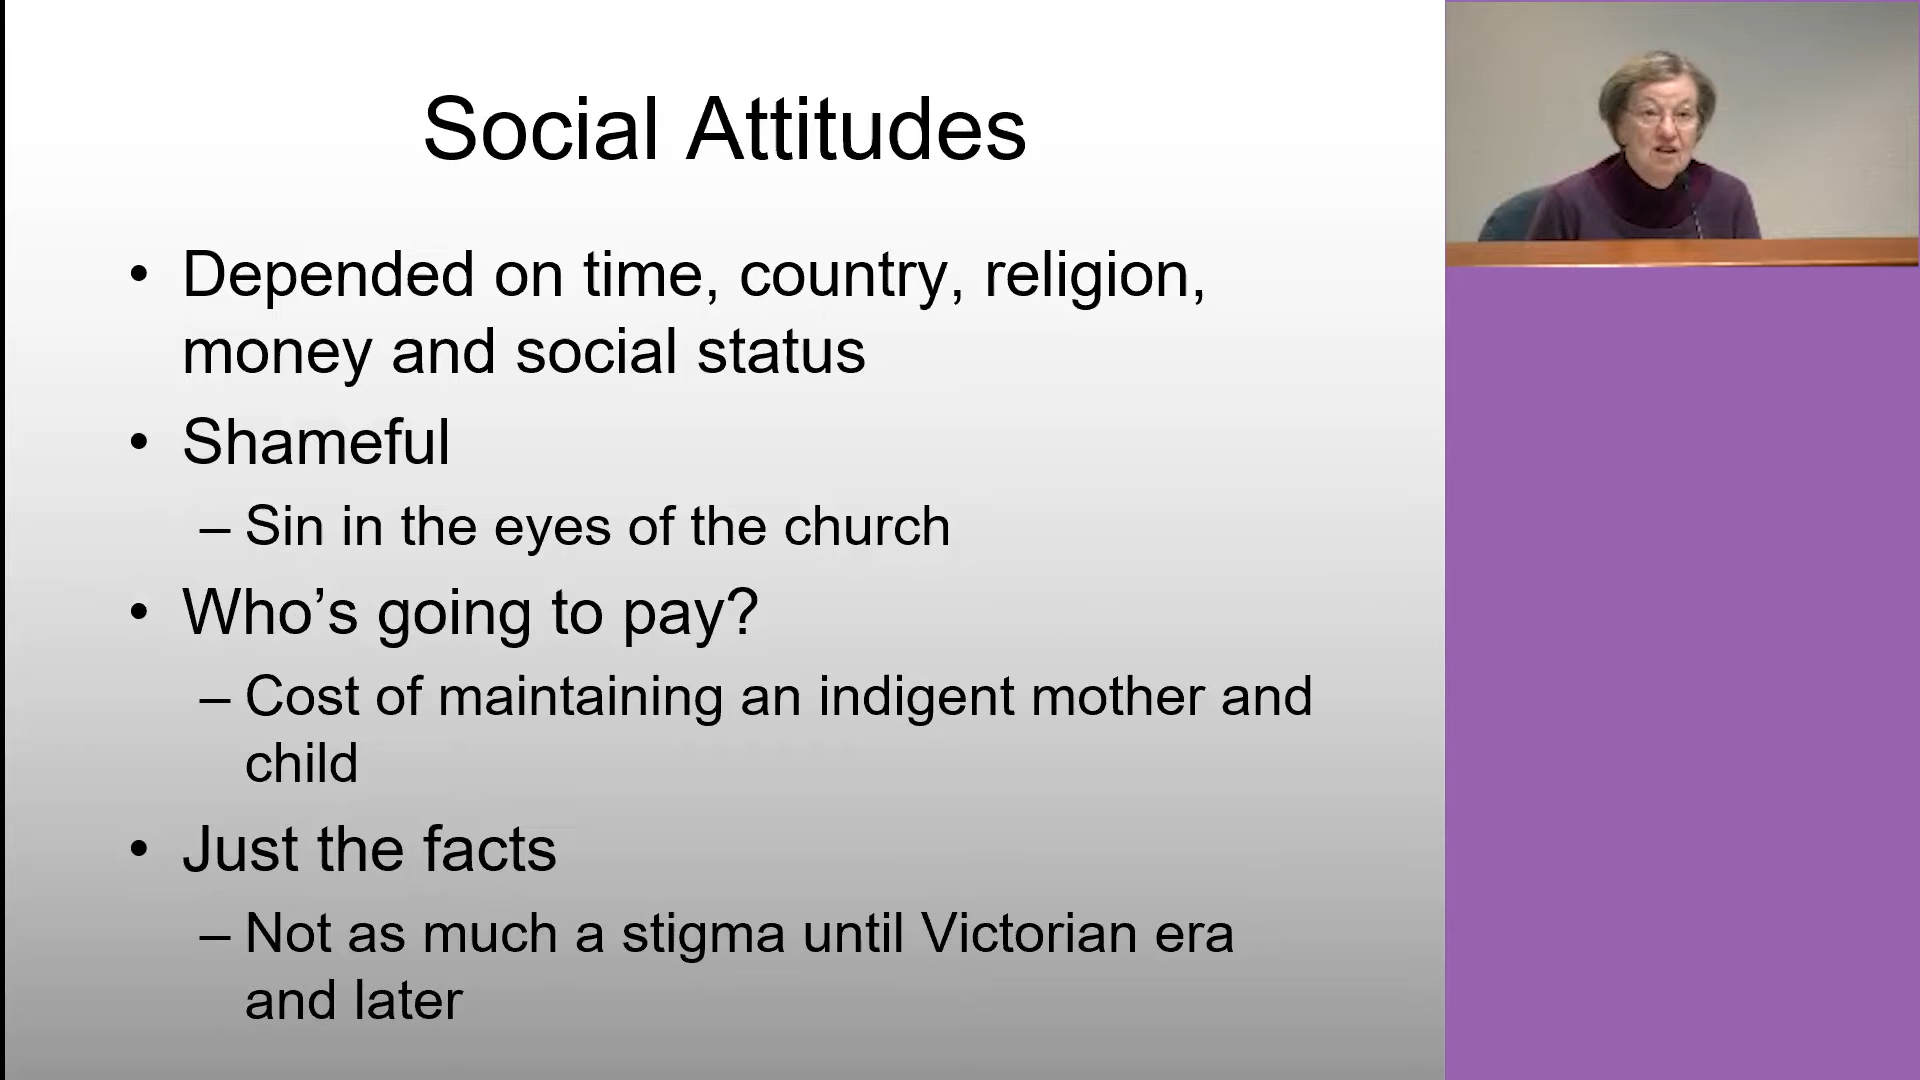 Social Attitudes
• Depended on time, country, religion,
money and social status
• Shameful
– Sin in the eyes of the church
• Who’s going to pay?
– Cost of maintaining an indigent mother and
child
• Just the facts
– Not as much a stigma until Victorian era
and later